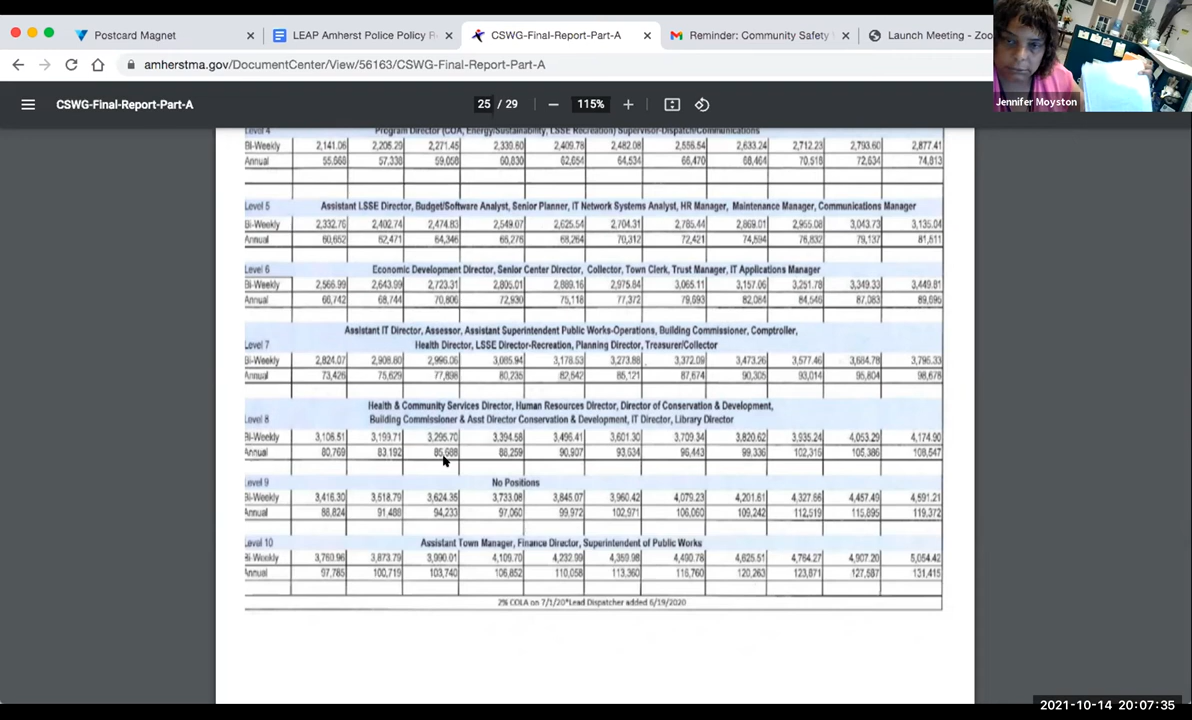 Postcard Magnet
LEAP Amherst Police Policy R
CSWG-Final-Report-Part-A
Reminder: Community Safety
Launch Meeting - Zoo
amherstma.gov/DocumentCenter/View/56163/CSWG-Final-Report-Part-A
Jennifer Moyston
CSWG-Final-Report-Part-A
25 / 29
115%
Level 4 Program Director (COA, Energy/Sustainability, LSSE Recreation) Supervisor-Dispatch/Communications
Bi-Weekly 2,141.06 2,205.29 2,271.45 2,339.60 2,409.78 2,482.08 2,556.54 2,633.24 2,712.23 2,793.60 2,877.41
Annual 55,668 57,338 59,058 60,830 62,654 64,534 66,470 68,464 70,518 72,634 74,813
Level 5 Assistant LSSE Director, Budget/Software Analyst, Senior Planner, IT Network Systems Analyst, HR Manager, Maintenance Manager, Communications Manager
Bi-Weekly 2,332.76 2,402.74 2,474.83 2,549.07 2,625.54 2,704.31 2,785.44 2,869.01 2,955.08 3,043.73 3,135.04
Annual 60,652 62,471 64,346 66,276 68,264 70,312 72,421 74,594 76,832 79,137 81,511
Level 6 Economic Development Director, Senior Center Director, Collector, Town Clerk, Trust Manager, IT Applications Manager
Bi-Weekly 2,566.99 2,643.99 2,723.31 2,805.01 2,889.16 2,975.84 3,065.11 3,157.06 3,251.78 3,349.33 3,449.81
Annual 66,742 68,744 70,806 72,930 75,118 77,372 79,693 82,084 84,546 87,083 89,695
Assistant IT Director, Assessor, Assistant Superintendent Public Works-Operations, Building Commissioner, Comptroller,
Level 7 Health Director, LSSE Director-Recreation, Planning Director, Treasurer/Collector
Bi-Weekly 2,824.07 2,908.80 2,996.06 3,085.94 3,178.53 3,273.88 3,372.09 3,473.26 3,577.46 3,684.78 3,795.33
Annual 73,426 75,629 77,898 80,235 82,642 85,121 87,674 90,305 93,014 95,804 98,678
Health & Community Services Director, Human Resources Director, Director of Conservation & Development,
Level 8 Building Commissioner & Asst Director Conservation & Development, IT Director, Library Director
Bi-Weekly 3,106.51 3,199.71 3,295.70 3,394.58 3,496.41 3,601.30 3,709.34 3,820.62 3,935.24 4,053.29 4,174.90
Annual 80,769 83,192 85,688 88,259 90,907 93,634 96,443 99,336 102,316 105,386 108,547
Level 9 No Positions
Bi-Weekly 3,416.30 3,518.79 3,624.35 3,733.08 3,845.07 3,960.42 4,079.23 4,201.61 4,327.66 4,457.49 4,591.21
Annual 88,824 91,488 94,233 97,060 99,972 102,971 106,060 109,242 112,519 115,895 119,372
Level 10 Assistant Town Manager, Finance Director, Superintendent of Public Works
Bi-Weekly 3,760.96 3,873.79 3,990.01 4,109.70 4,232.99 4,359.98 4,490.78 4,625.51 4,764.27 4,907.20 5,054.42
Annual 97,785 100,719 103,740 106,852 110,058 113,360 116,760 120,263 123,871 127,587 131,415
2% COLA on 7/1/20*Lead Dispatcher added 6/19/2020
2021-10-14 20:07:35